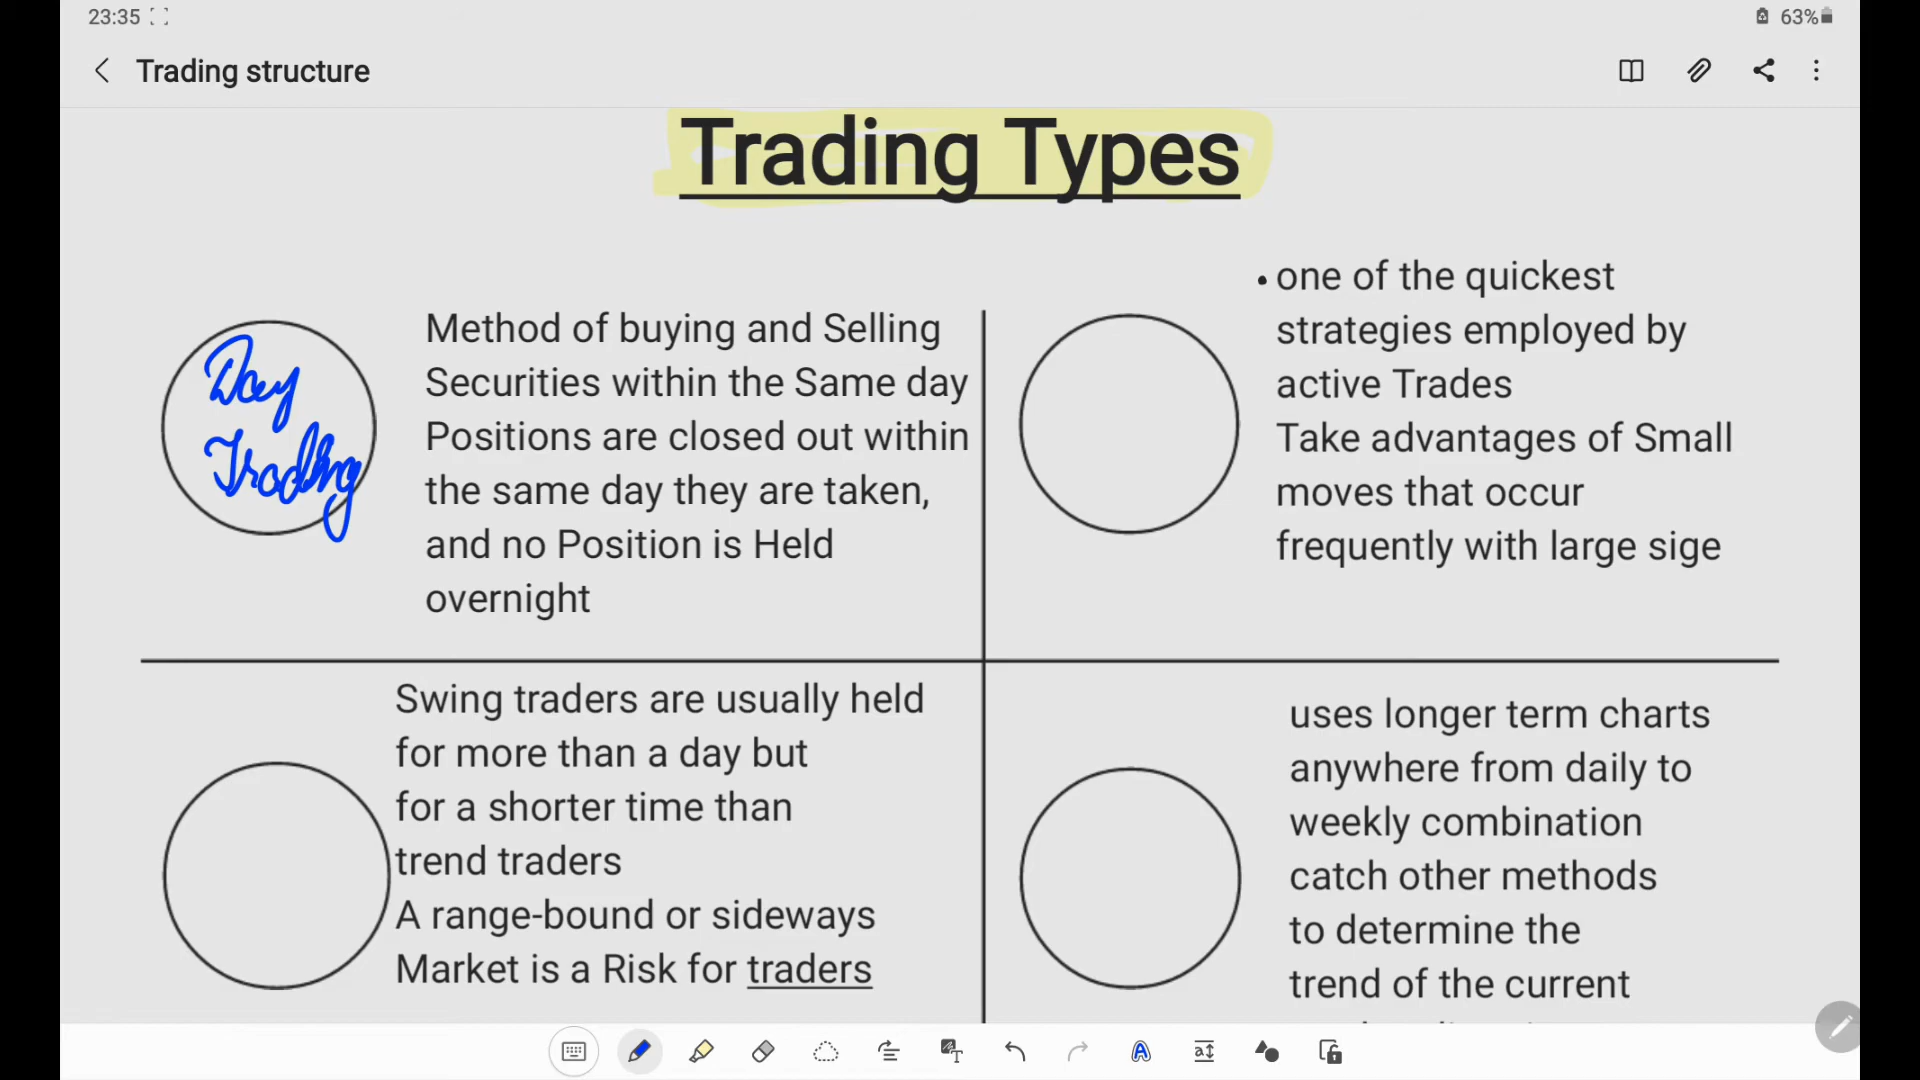 23:35
63%
Trading structure
Trading Types
Day
Trading
Method of buying and Selling
Securities within the Same day
Positions are closed out within
the same day they are taken,
and no Position is Held
overnight
• one of the quickest
strategies employed by
active Trades
Take advantages of Small
moves that occur
frequently with large sige
Swing traders are usually held
for more than a day but
for a shorter time than
trend traders
A range-bound or sideways
Market is a Risk for traders
uses longer term charts
anywhere from daily to
weekly combination
catch other methods
to determine the
trend of the current